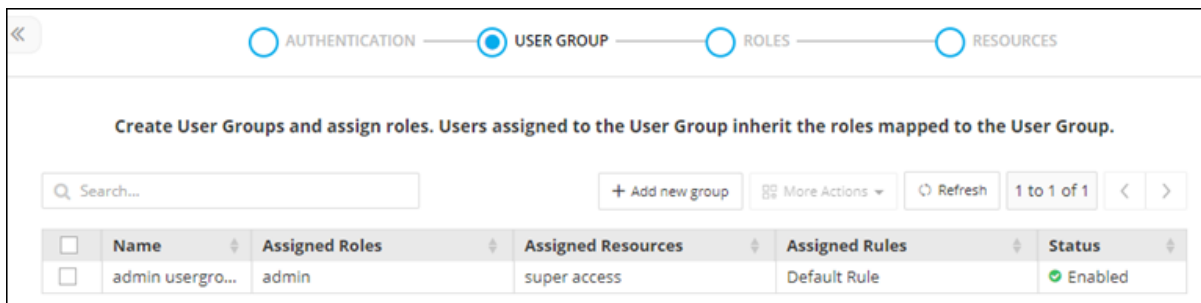 AUTHENTICATION USER GROUP ROLES RESOURCES
Create User Groups and assign roles. Users assigned to the User Group inherit the roles mapped to the User Group.
Search... + Add new group More Actions Refresh 1 to 1 of 1
Name Assigned Roles Assigned Resources Assigned Rules Status
admin usergro... admin super access Default Rule Enabled